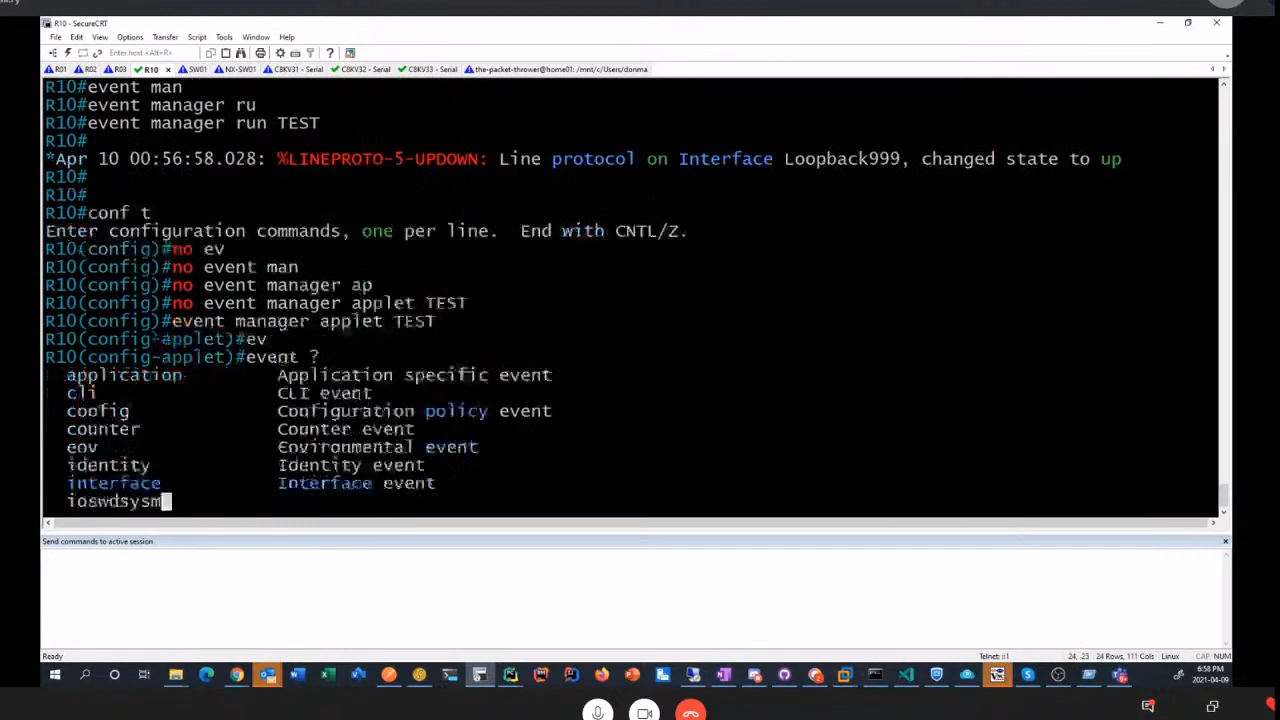 R10 - SecureCRT
File Edit View Options Transfer Script Tools Window Help
Enter host <Alt+R>
R01 R02 R03 R10 SW01 NX-SW01 C8KV31 - Serial C8KV32 - Serial C8KV33 - Serial the-packet-thrower@home01: /mnt/c/Users/donma
R10#event man
R10#event manager ru
R10#event manager run TEST
R10#
*Apr 10 00:56:58.028: %LINEPROTO-5-UPDOWN: Line protocol on Interface Loopback999, changed state to up
R10#
R10#
R10#conf t
Enter configuration commands, one per line. End with CNTL/Z.
R10(config)#no ev
R10(config)#no event man
R10(config)#no event manager ap
R10(config)#no event manager applet TEST
R10(config)#event manager applet TEST
R10(config-applet)#ev
R10(config-applet)#event ?
application Application specific event
cli CLI event
config Configuration policy event
counter Counter event
env Environmental event
identity Identity event
interface Interface event
ioswdsysm
Send commands to active session
Ready Telnet: 24, 23 24 Rows, 111 Cols Linux CAP NUM
6:58 PM
2021-04-09